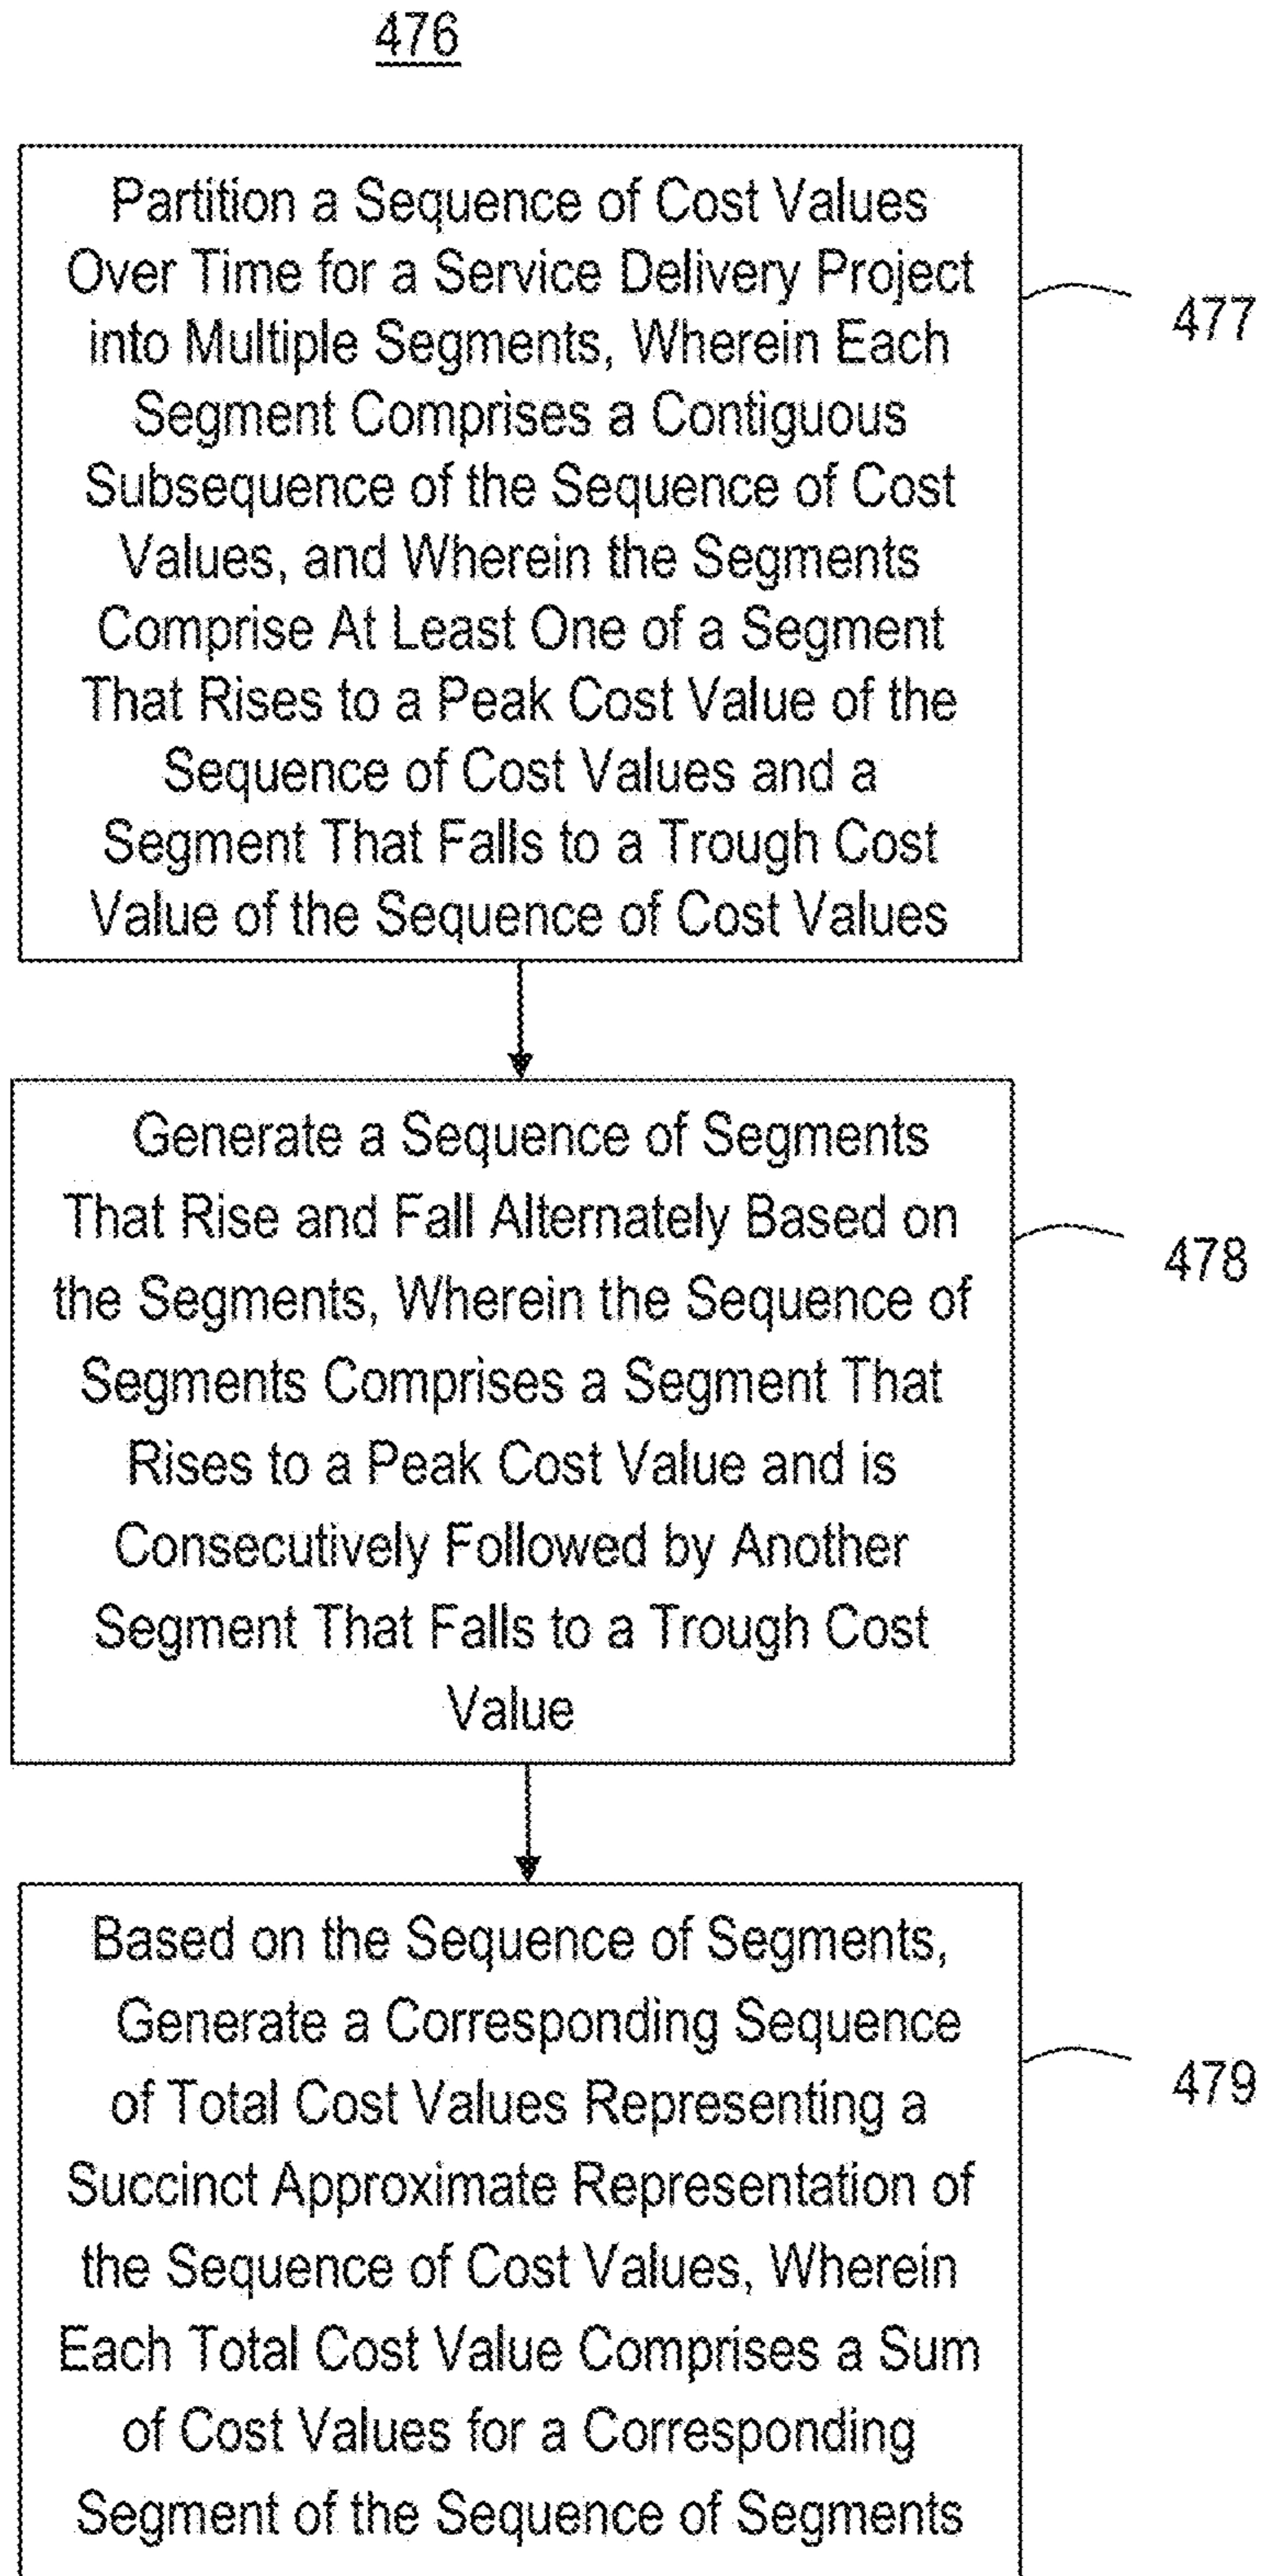 476
Partition a Sequence of Cost Values
Over Time for a Service Delivery Project
into Multiple Segments, Wherein Each
Segment Comprises a Contiguous
Subsequence of the Sequence of Cost
Values, and Wherein the Segments
Comprise At Least One of a Segment
That Rises to a Peak Cost Value of the
Sequence of Cost Values and a
Segment That Falls to a Trough Cost
Value of the Sequence of Cost Values
477
Generate a Sequence of Segments
That Rise and Fall Alternately Based on
the Segments, Wherein the Sequence of
Segments Comprises a Segment That
Rises to a Peak Cost Value and is
Consecutively Followed by Another
Segment That Falls to a Trough Cost
Value
478
Based on the Sequence of Segments,
Generate a Corresponding Sequence
of Total Cost Values Representing a
Succinct Approximate Representation of
the Sequence of Cost Values, Wherein
Each Total Cost Value Comprises a Sum
of Cost Values for a Corresponding
Segment of the Sequence of Segments
479